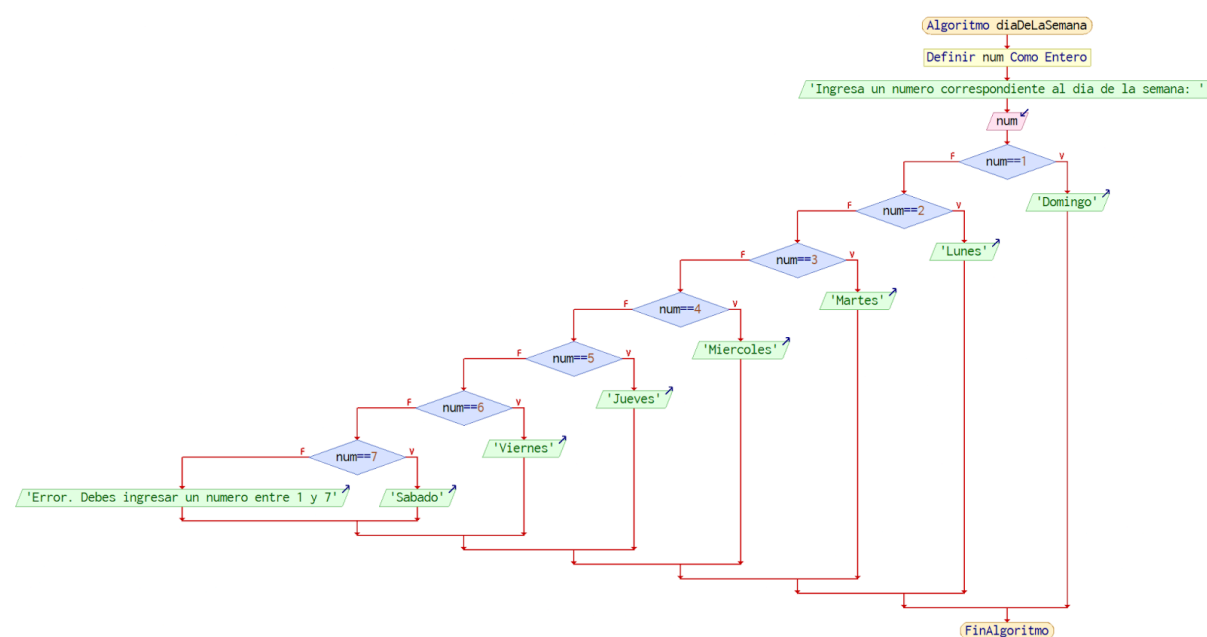 Algoritmo diaDeLaSemana
Definir num Como Entero
'Ingresa un numero correspondiente al dia de la semana: '
num
num==1
F
V
'Domingo'
num==2
F
V
'Lunes'
num==3
F
V
'Martes'
num==4
F
V
'Miercoles'
num==5
F
V
'Jueves'
num==6
F
V
'Viernes'
num==7
F
V
'Error. Debes ingresar un numero entre 1 y 7'
'Sabado'
FinAlgoritmo